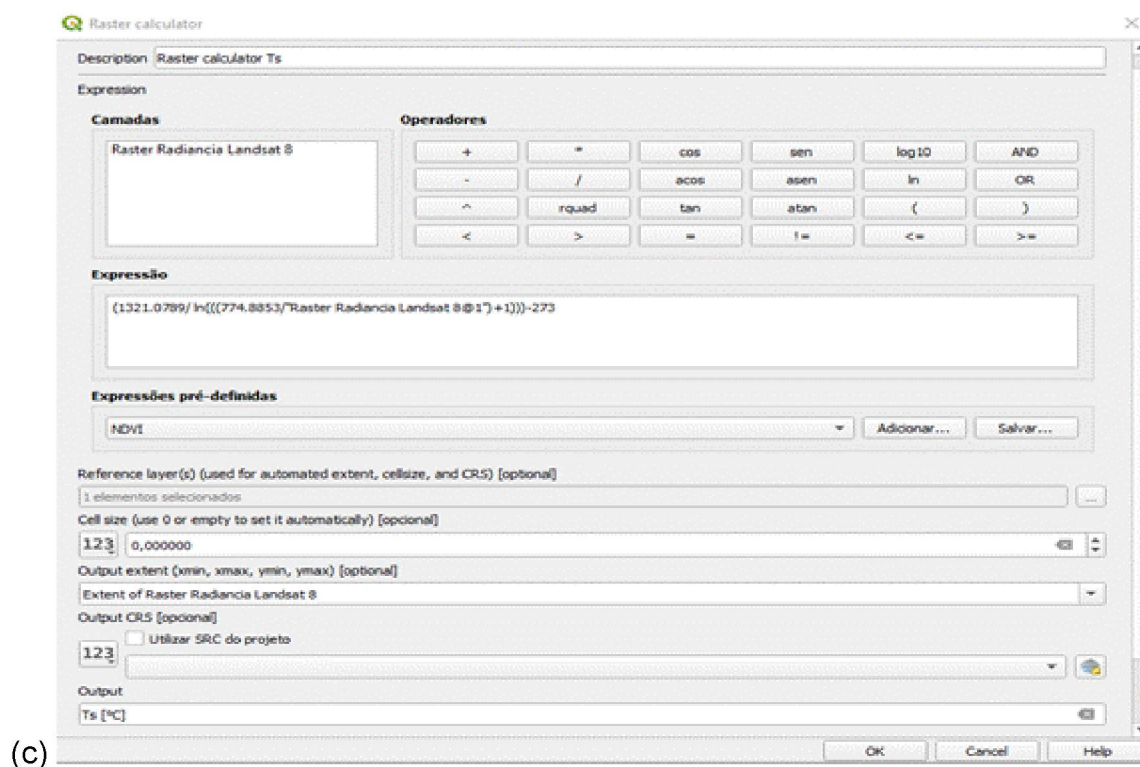 Raster calculator
Description Raster calculator Ts
Expression
Camadas
Raster Radiancia Landsat 8
Operadores
+ * cos sen log10 AND
- / acos asen ln OR
^ rquad tan atan ( )
< > = != <= >=
Expressão
(1321.0789/ ln(((774.8853/"Raster Radiancia Landsat 8@1")+1)))-273
Expressões pré-definidas
NDVI Adicionar... Salvar...
Reference layer(s) (used for automated extent, cellsize, and CRS) [optional]
1 elementos selecionados ...
Cell size (use 0 or empty to set it automatically) [opcional]
123 0,000000
Output extent (xmin, xmax, ymin, ymax) [optional]
Extent of Raster Radiancia Landsat 8
Output CRS [opcional]
Utilizar SRC do projeto
123
Output
Ts [ºC]
(c) OK Cancel Help